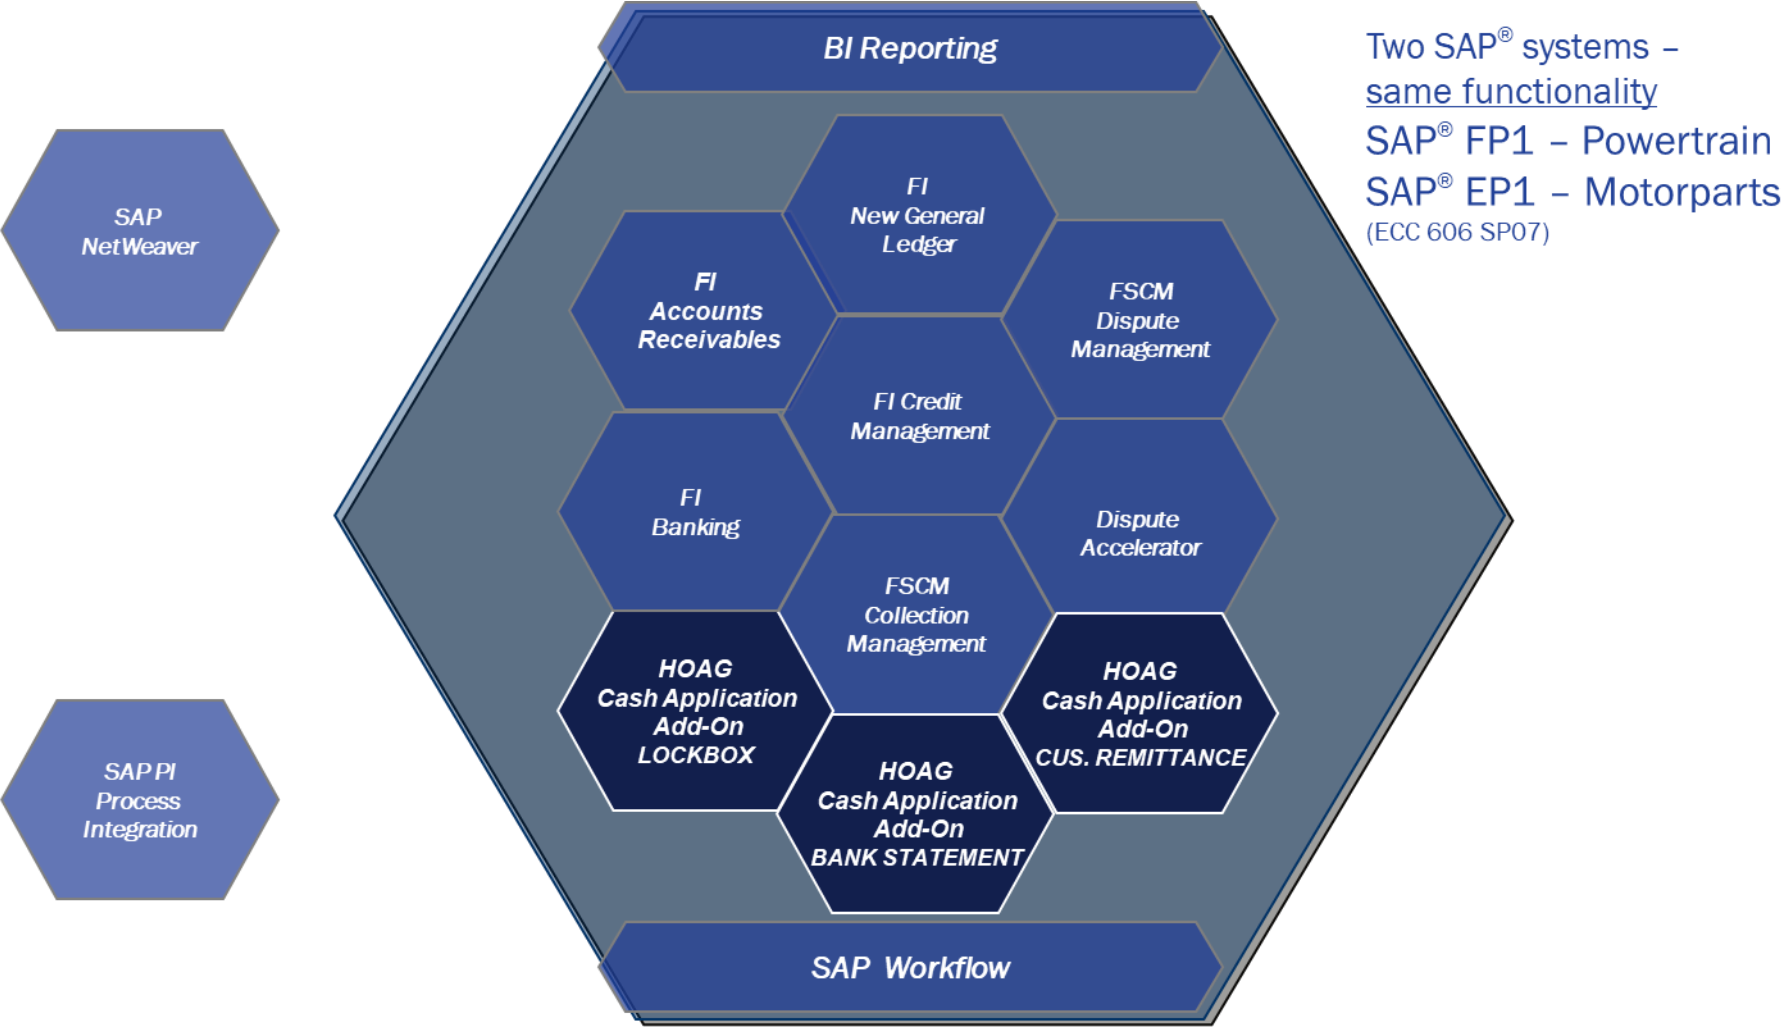 BI Reporting
Two SAP® systems –
same functionality
SAP® FP1 – Powertrain
SAP® EP1 – Motorparts
(ECC 606 SP07)
SAP
NetWeaver
FI
New General
Ledger
FI
Accounts
Receivables
FSCM
Dispute
Management
FI Credit
Management
FI
Banking
Dispute
Accelerator
FSCM
Collection
Management
HOAG
Cash Application
Add-On
LOCKBOX
HOAG
Cash Application
Add-On
CUS. REMITTANCE
HOAG
Cash Application
Add-On
BANK STATEMENT
SAP PI
Process
Integration
SAP Workflow